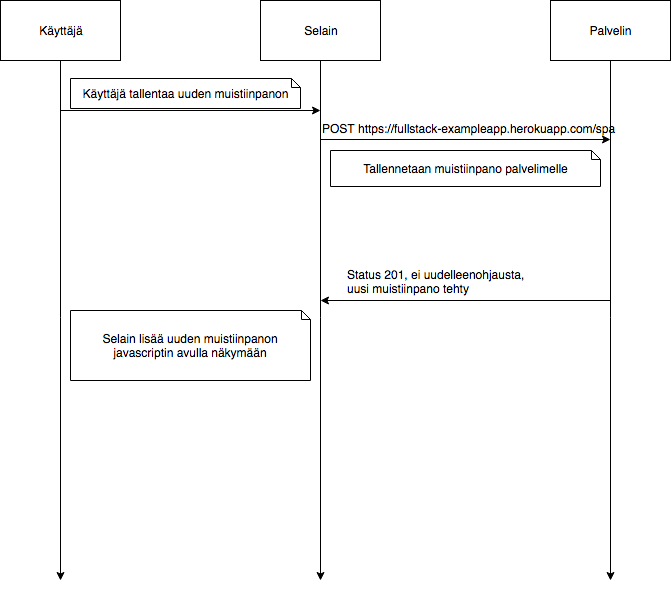 Käyttäjä
Selain
Palvelin
Käyttäjä tallentaa uuden muistiinpanon
POST https://fullstack-exampleapp.herokuapp.com/spa
Tallennetaan muistiinpano palvelimelle
Status 201, ei uudelleenohjausta,
uusi muistiinpano tehty
Selain lisää uuden muistiinpanon
javascriptin avulla näkymään